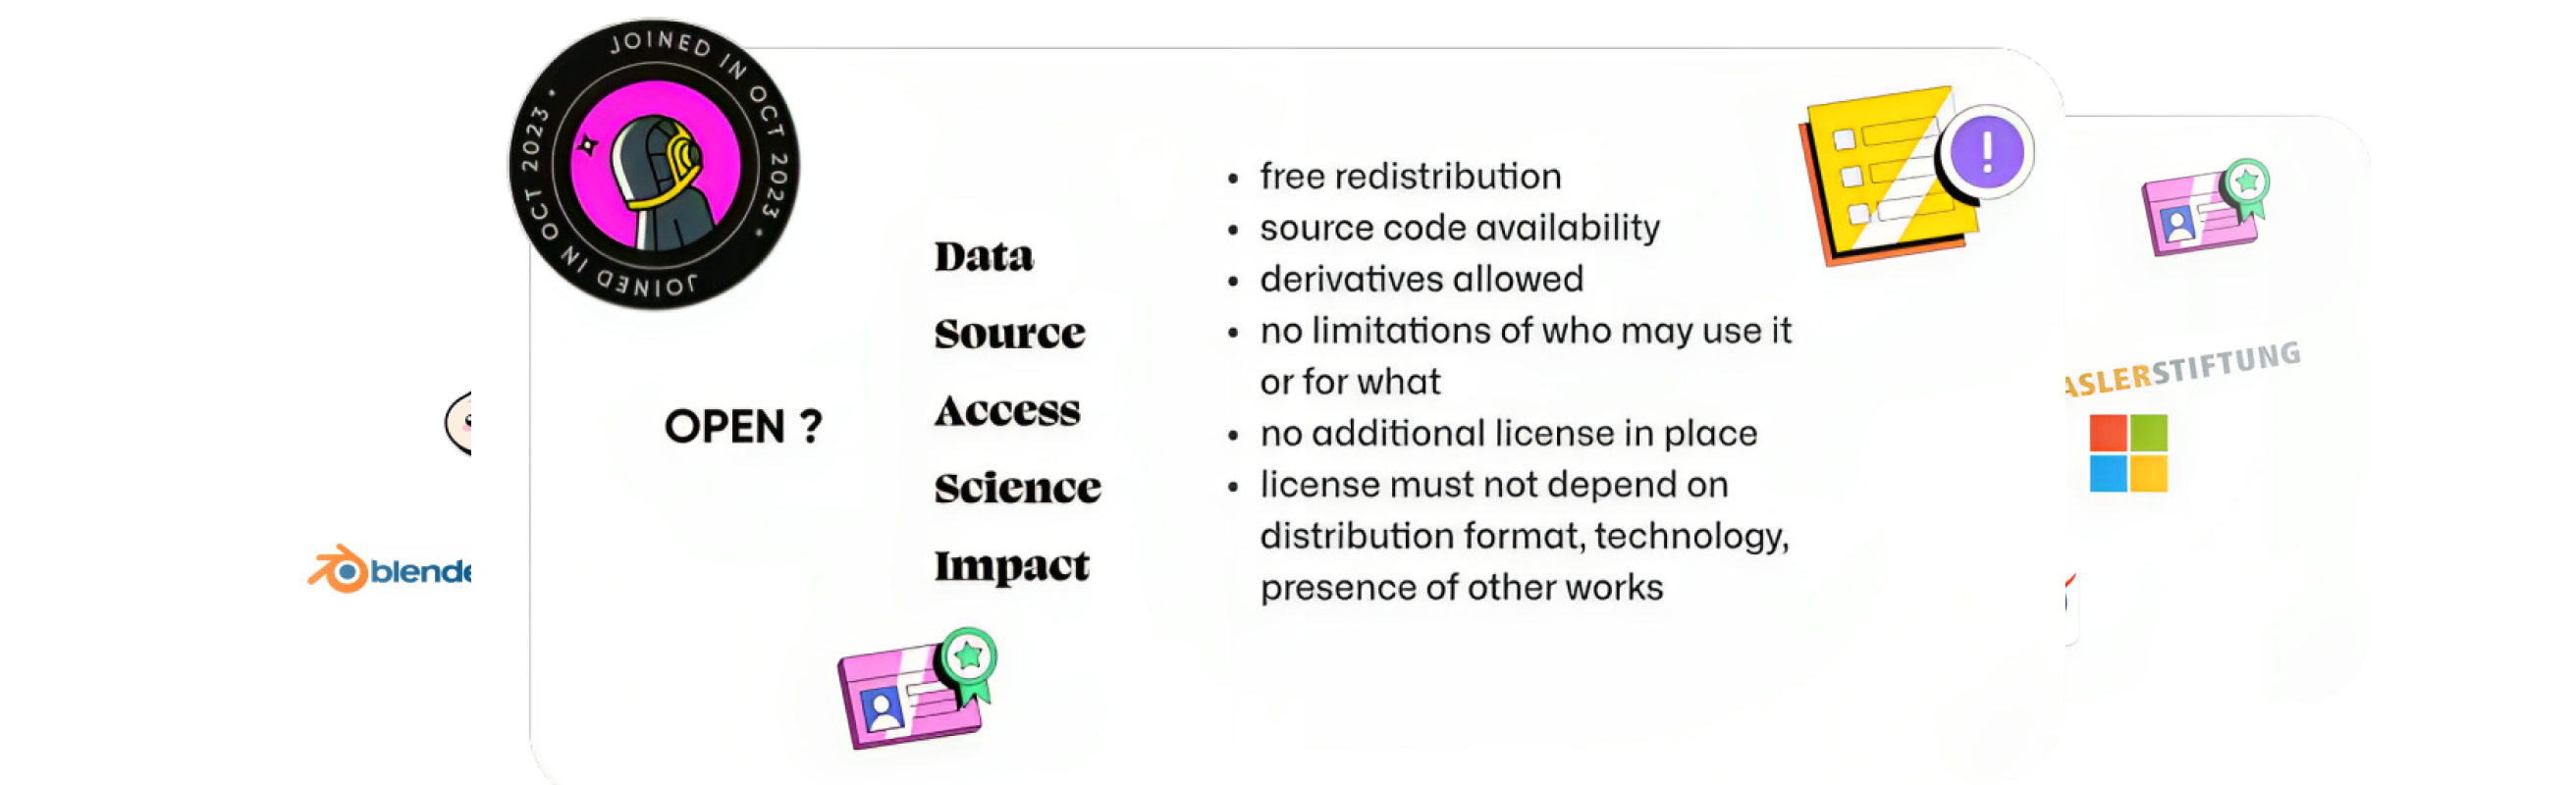 JOINED IN OCT 2023 • JOINED IN OCT 2023 •
OPEN ?
Data
Source
Access
Science
Impact
• free redistribution
• source code availability
• derivatives allowed
• no limitations of who may use it
or for what
• no additional license in place
• license must not depend on
distribution format, technology,
presence of other works
!
blende
ASLERSTIFTUNG